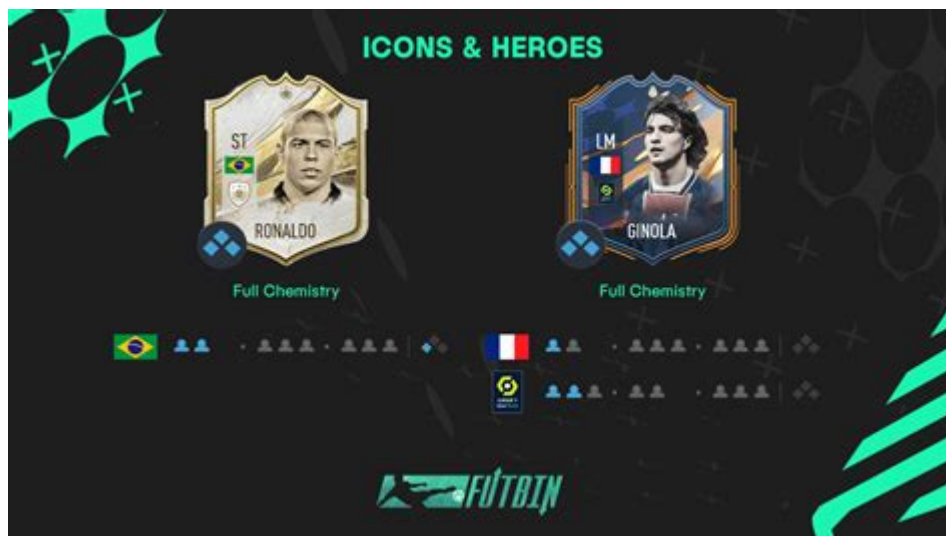 ICONS & HEROES
ST
RONALDO
Full Chemistry
LM
GINOLA
Full Chemistry
FUTBIN